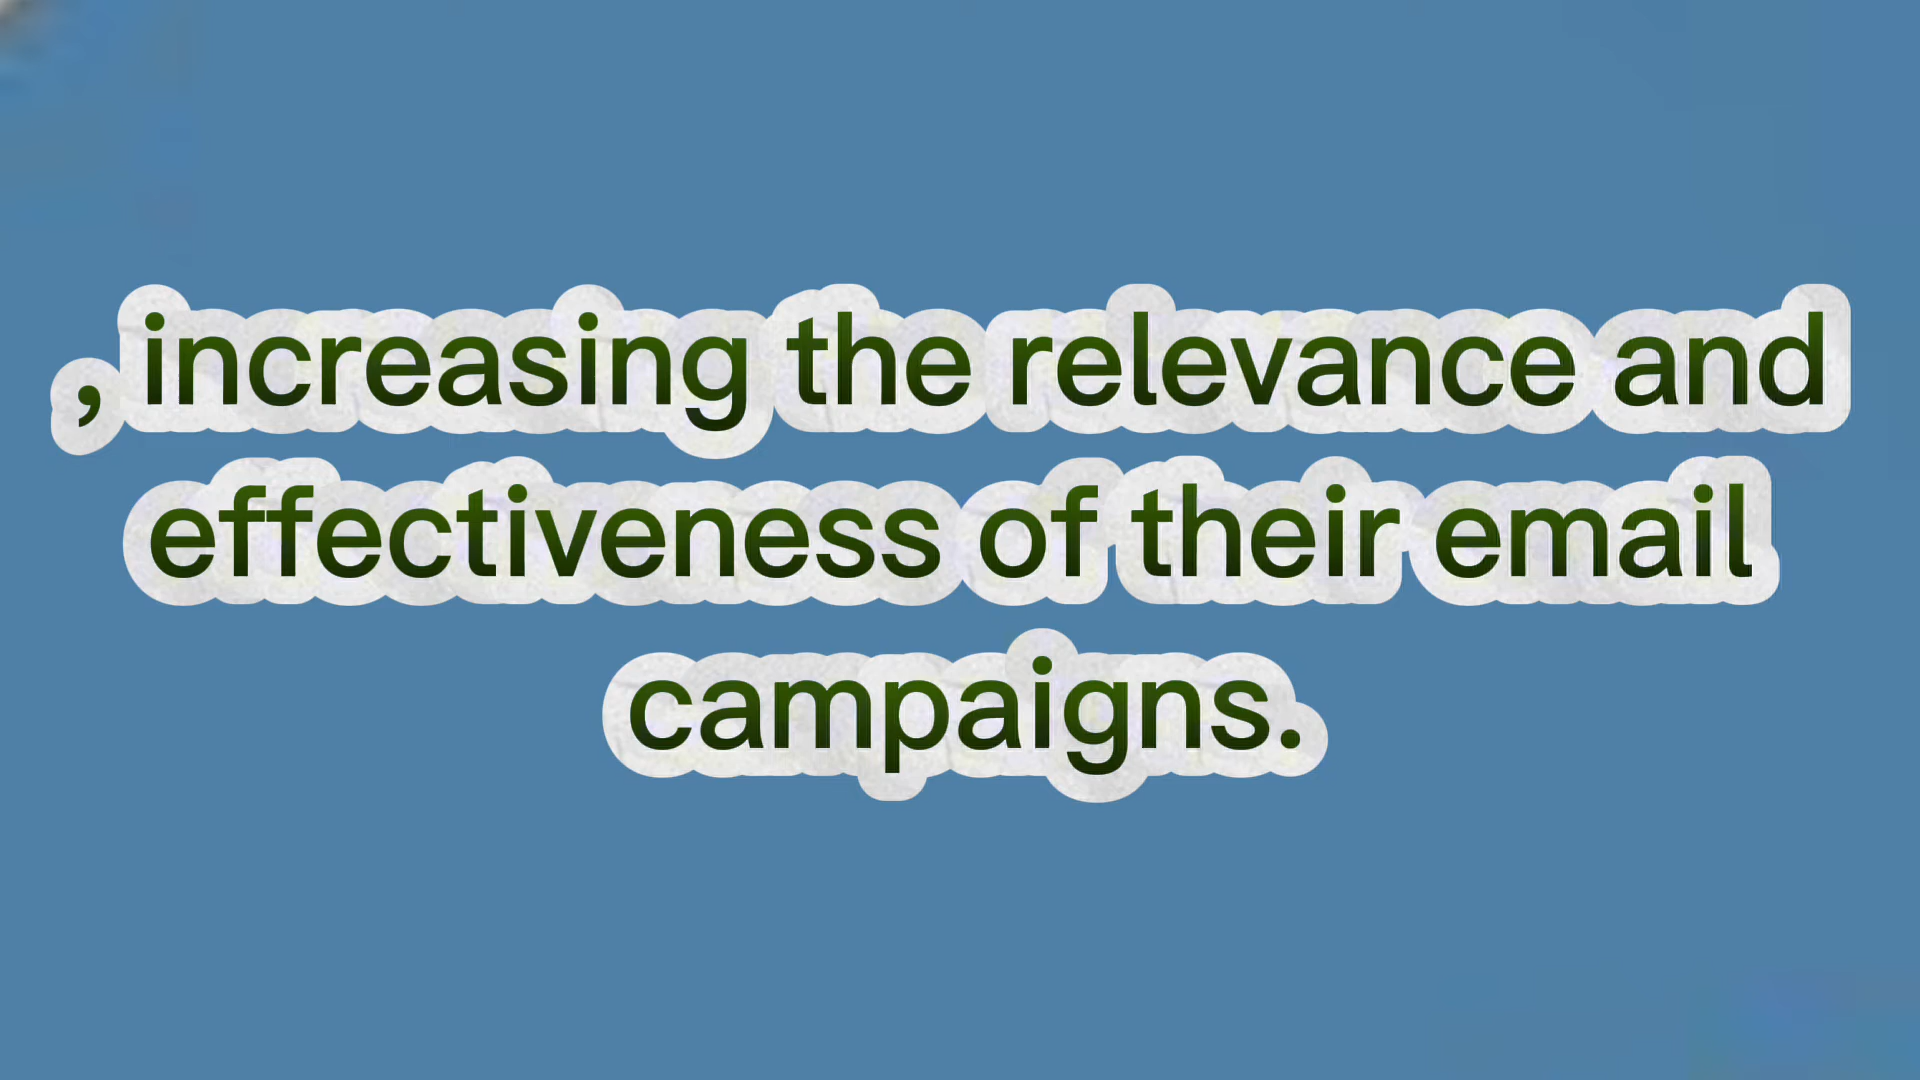 , increasing the relevance and
effectiveness of their email
campaigns.